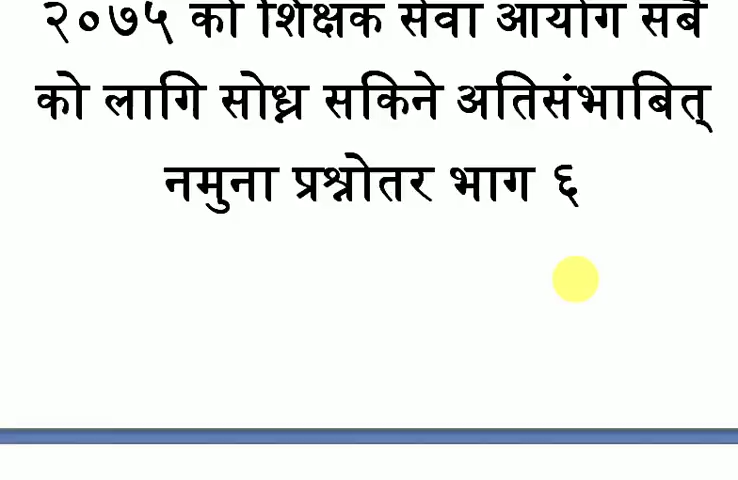 २०७५ को शिक्षक सेवा आयोग सबै
को लागि सोध्न सकिने अतिसंभाबित्
नमुना प्रश्नोतर भाग ६